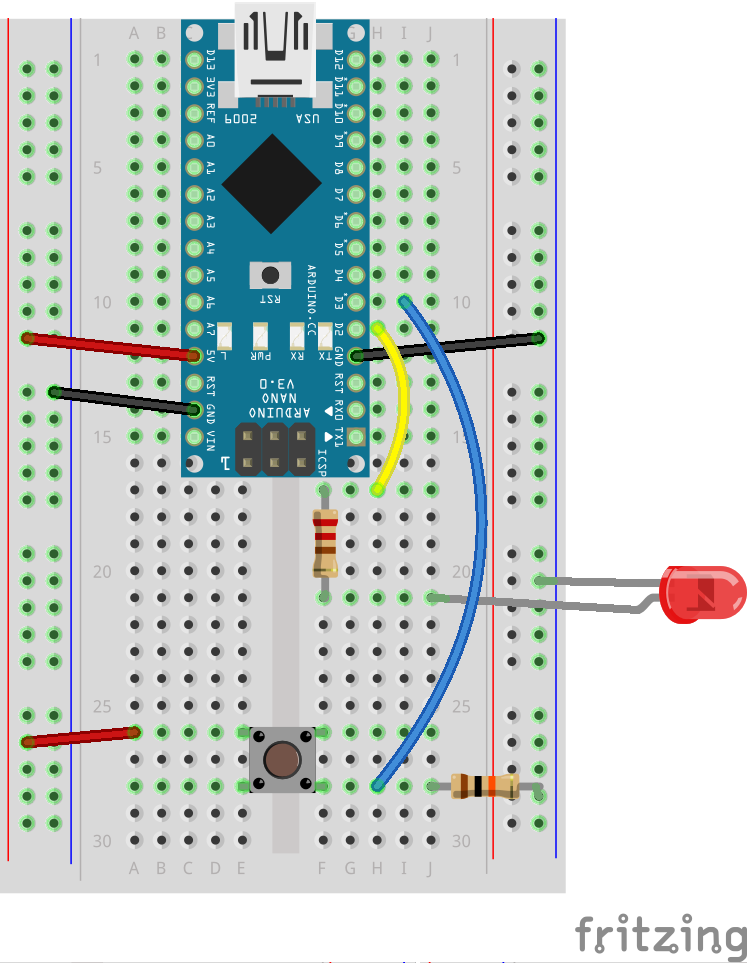 A B G H I J
1 1
5 5
10 10
15 15
20 20
25 25
30 30
A B C D E F G H I J
D13
3V3
REF
A0
A1
A2
A3
A4
A5
A6
A7
5V
RST
GND
VIN
D12
D11
D10
D9
D8
D7
D6
D5
D4
D3
D2
GND
RST
RX0
TX1
USA 6009
RST
ARDUINO.CC
TX RX PWR L
ARDUINO
NANO
V3.0
ICSP
1
fritzing